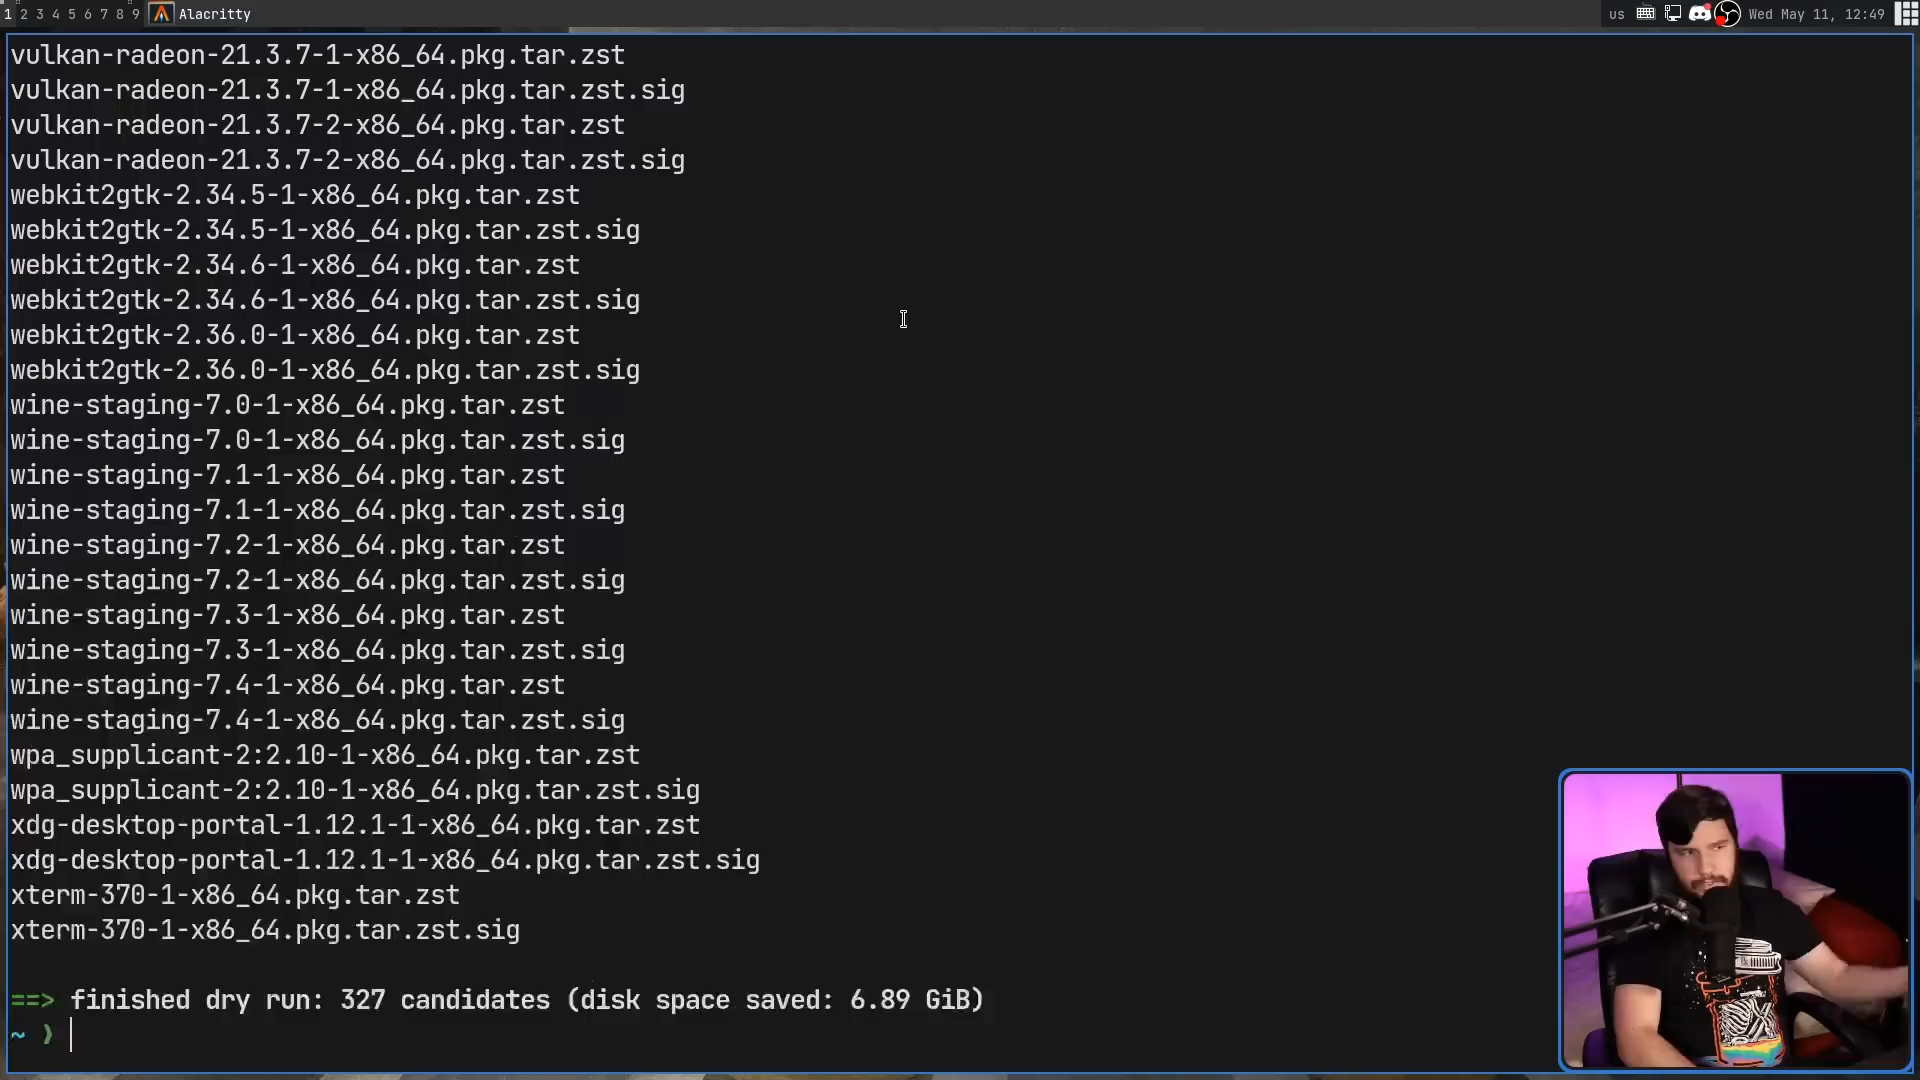 1 2 3 4 5 6 7 8 9 Alacritty us Wed May 11, 12:49
vulkan-radeon-21.3.7-1-x86_64.pkg.tar.zst
vulkan-radeon-21.3.7-1-x86_64.pkg.tar.zst.sig
vulkan-radeon-21.3.7-2-x86_64.pkg.tar.zst
vulkan-radeon-21.3.7-2-x86_64.pkg.tar.zst.sig
webkit2gtk-2.34.5-1-x86_64.pkg.tar.zst
webkit2gtk-2.34.5-1-x86_64.pkg.tar.zst.sig
webkit2gtk-2.34.6-1-x86_64.pkg.tar.zst
webkit2gtk-2.34.6-1-x86_64.pkg.tar.zst.sig
webkit2gtk-2.36.0-1-x86_64.pkg.tar.zst
webkit2gtk-2.36.0-1-x86_64.pkg.tar.zst.sig
wine-staging-7.0-1-x86_64.pkg.tar.zst
wine-staging-7.0-1-x86_64.pkg.tar.zst.sig
wine-staging-7.1-1-x86_64.pkg.tar.zst
wine-staging-7.1-1-x86_64.pkg.tar.zst.sig
wine-staging-7.2-1-x86_64.pkg.tar.zst
wine-staging-7.2-1-x86_64.pkg.tar.zst.sig
wine-staging-7.3-1-x86_64.pkg.tar.zst
wine-staging-7.3-1-x86_64.pkg.tar.zst.sig
wine-staging-7.4-1-x86_64.pkg.tar.zst
wine-staging-7.4-1-x86_64.pkg.tar.zst.sig
wpa_supplicant-2:2.10-1-x86_64.pkg.tar.zst
wpa_supplicant-2:2.10-1-x86_64.pkg.tar.zst.sig
xdg-desktop-portal-1.12.1-1-x86_64.pkg.tar.zst
xdg-desktop-portal-1.12.1-1-x86_64.pkg.tar.zst.sig
xterm-370-1-x86_64.pkg.tar.zst
xterm-370-1-x86_64.pkg.tar.zst.sig
==> finished dry run: 327 candidates (disk space saved: 6.89 GiB)
~ ❯